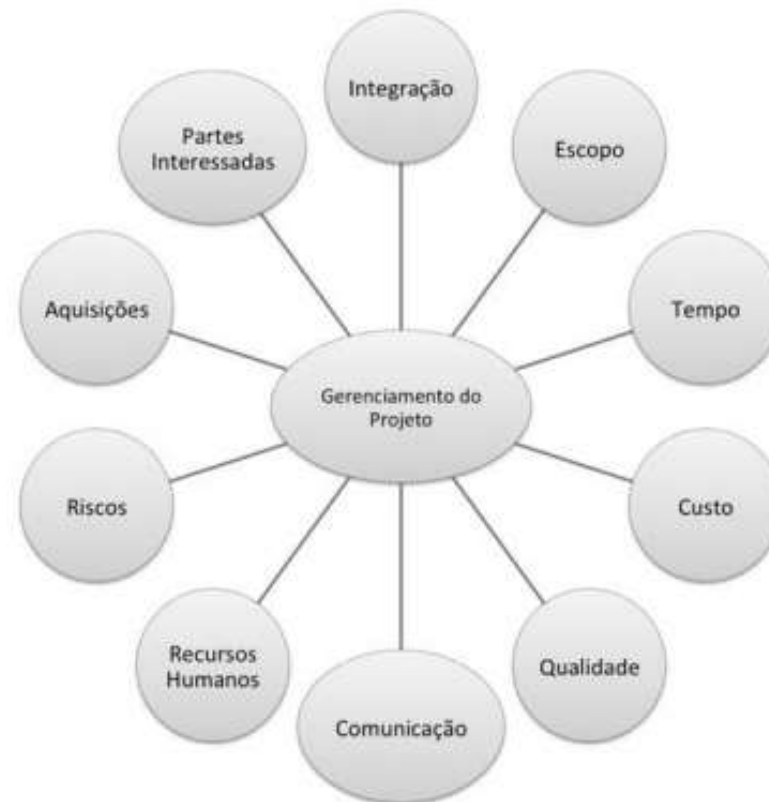 Integração
Partes
Interessadas
Escopo
Aquisições
Tempo
Gerenciamento do
Projeto
Riscos
Custo
Recursos
Humanos
Qualidade
Comunicação